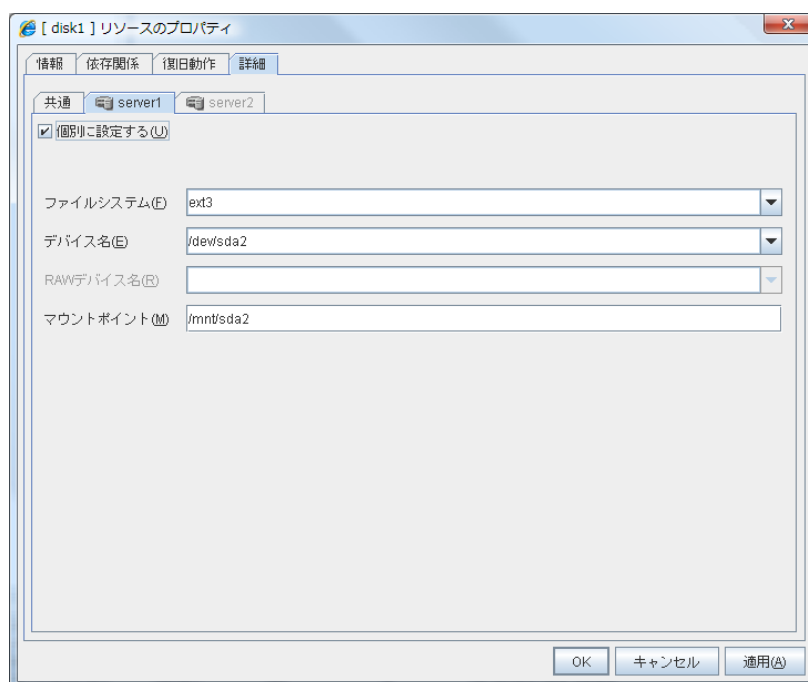 [ disk1 ] リソースのプロパティ
情報 依存関係 復旧動作 詳細
共通 server1 server2
個別に設定する(U)
ファイルシステム(F) ext3
デバイス名(E) /dev/sda2
RAWデバイス名(R)
マウントポイント(M) /mnt/sda2
OK キャンセル 適用(A)